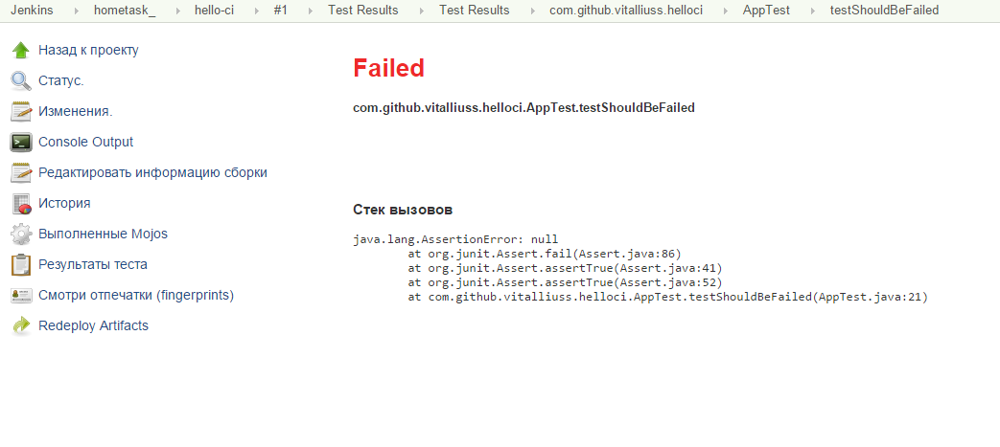 Jenkins hometask_ hello-ci #1 Test Results Test Results com.github.vitalliuss.helloci AppTest testShouldBeFailed
Назад к проекту
Статус.
Изменения.
Console Output
Редактировать информацию сборки
История
Выполненные Mojos
Результаты теста
Смотри отпечатки (fingerprints)
Redeploy Artifacts
Failed
com.github.vitalliuss.helloci.AppTest.testShouldBeFailed
Стек вызовов
java.lang.AssertionError: null
at org.junit.Assert.fail(Assert.java:86)
at org.junit.Assert.assertTrue(Assert.java:41)
at org.junit.Assert.assertTrue(Assert.java:52)
at com.github.vitalliuss.helloci.AppTest.testShouldBeFailed(AppTest.java:21)